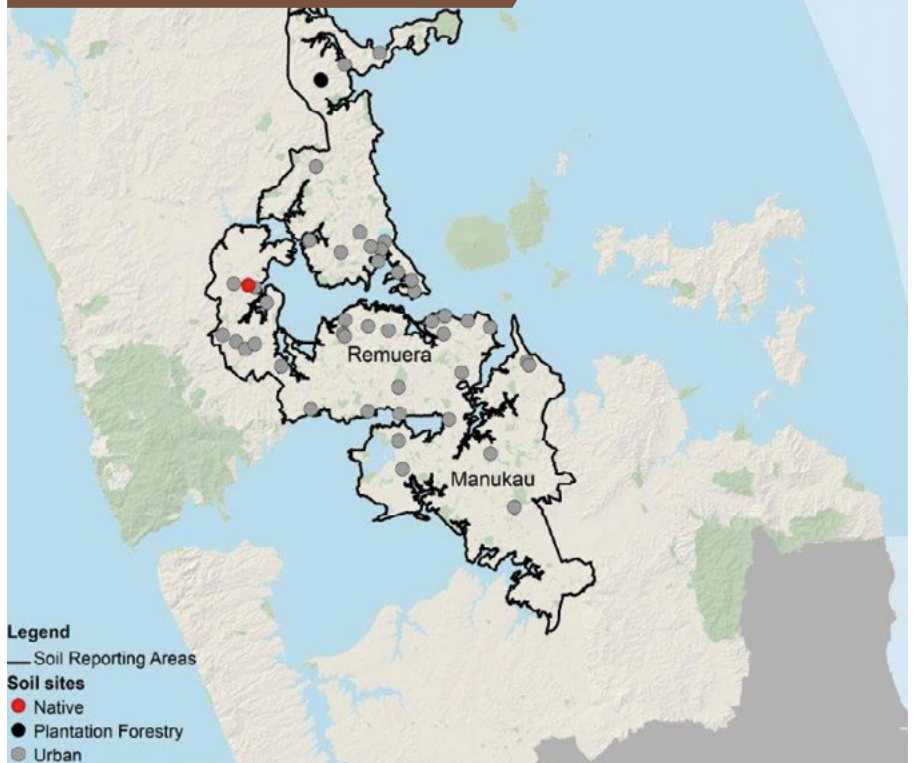 Remuera
Manukau
Legend
Soil Reporting Areas
Soil sites
Native
Plantation Forestry
Urban